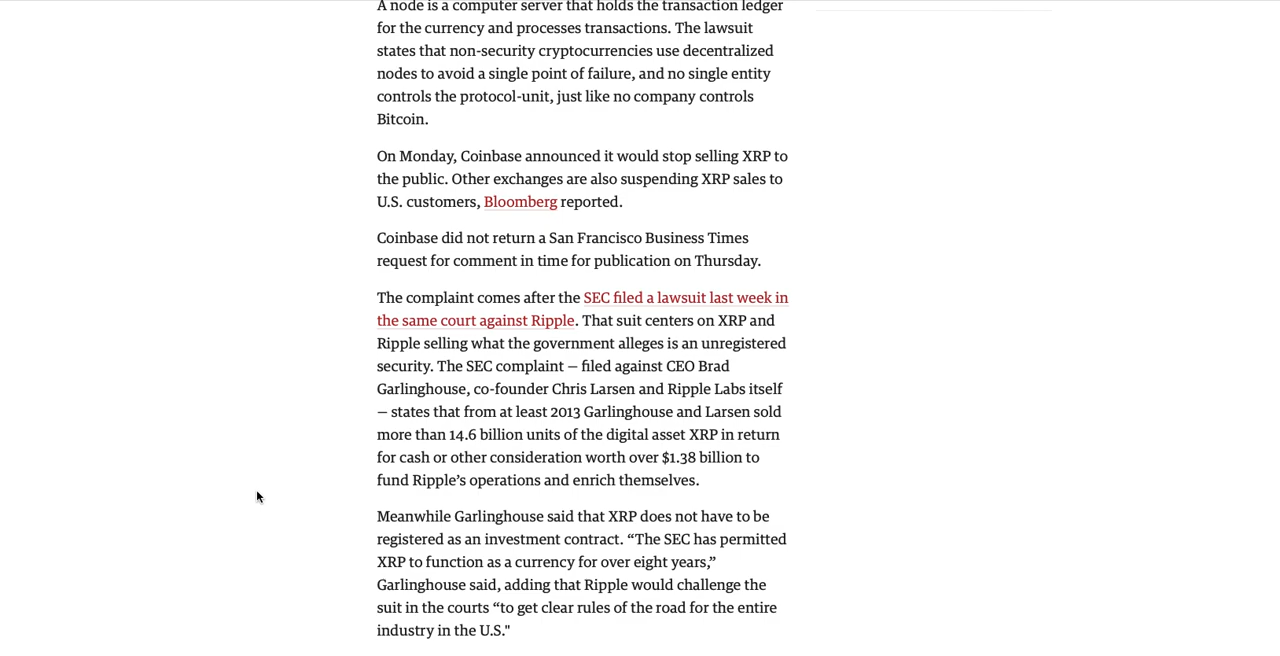 A node is a computer server that holds the transaction ledger
for the currency and processes transactions. The lawsuit
states that non-security cryptocurrencies use decentralized
nodes to avoid a single point of failure, and no single entity
controls the protocol-unit, just like no company controls
Bitcoin.
On Monday, Coinbase announced it would stop selling XRP to
the public. Other exchanges are also suspending XRP sales to
U.S. customers, Bloomberg reported.
Coinbase did not return a San Francisco Business Times
request for comment in time for publication on Thursday.
The complaint comes after the SEC filed a lawsuit last week in
the same court against Ripple. That suit centers on XRP and
Ripple selling what the government alleges is an unregistered
security. The SEC complaint — filed against CEO Brad
Garlinghouse, co-founder Chris Larsen and Ripple Labs itself
— states that from at least 2013 Garlinghouse and Larsen sold
more than 14.6 billion units of the digital asset XRP in return
for cash or other consideration worth over $1.38 billion to
fund Ripple’s operations and enrich themselves.
Meanwhile Garlinghouse said that XRP does not have to be
registered as an investment contract. “The SEC has permitted
XRP to function as a currency for over eight years,”
Garlinghouse said, adding that Ripple would challenge the
suit in the courts “to get clear rules of the road for the entire
industry in the U.S."